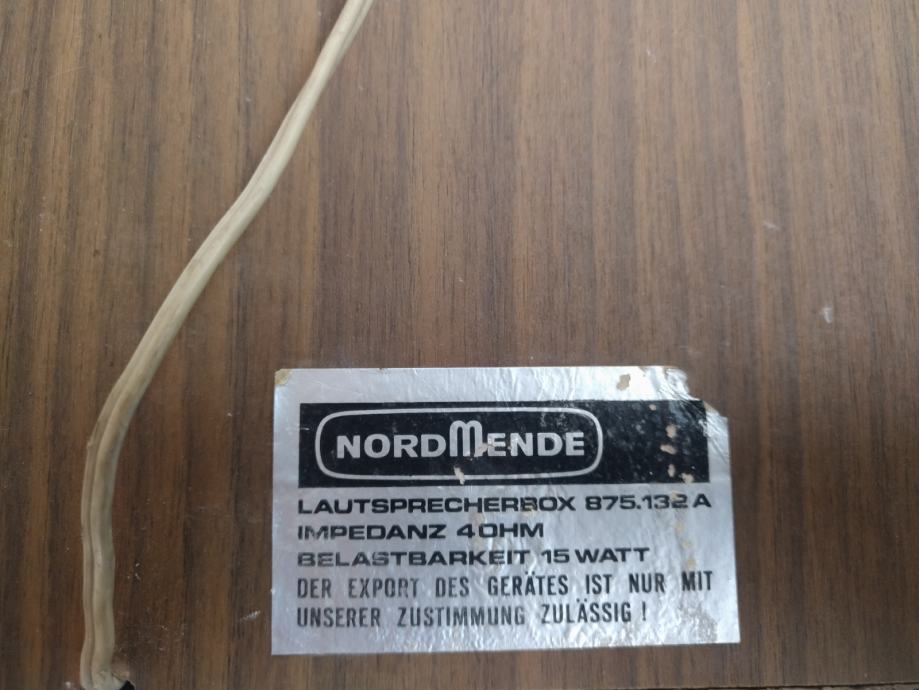 NORDMENDE
LAUTSPRECHERBOX 875.132 A
IMPEDANZ 4 OHM
BELASTBARKEIT 15 WATT
DER EXPORT DES GERÄTES IST NUR MIT
UNSERER ZUSTIMMUNG ZULÄSSIG !